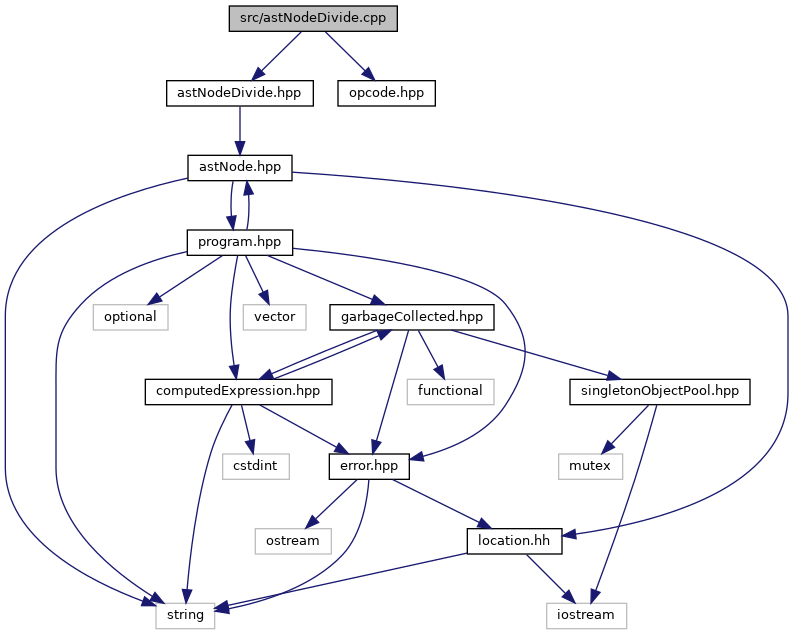 src/astNodeDivide.cpp
astNodeDivide.hpp
opcode.hpp
astNode.hpp
program.hpp
optional
vector
garbageCollected.hpp
computedExpression.hpp
functional
singletonObjectPool.hpp
cstdint
error.hpp
mutex
ostream
location.hh
string
iostream